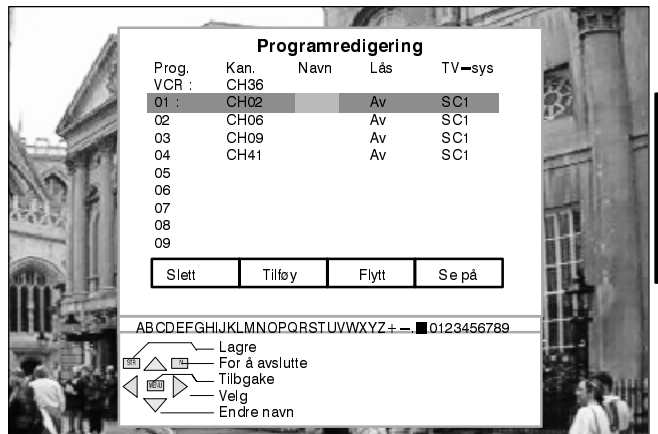 Programredigering
Prog. Kan. Navn Lås TV-sys
VCR : CH36
01 : CH02 Av SC1
02 CH06 Av SC1
03 CH09 Av SC1
04 CH41 Av SC1
05
06
07
08
09
Slett Tilføy Flytt Se på
ABCDEFGHIJKLMNOPQRSTUVWXYZ+-.■0123456789
STR N Lagre
For å avslutte
MENU Tilbgake
Velg
Endre navn